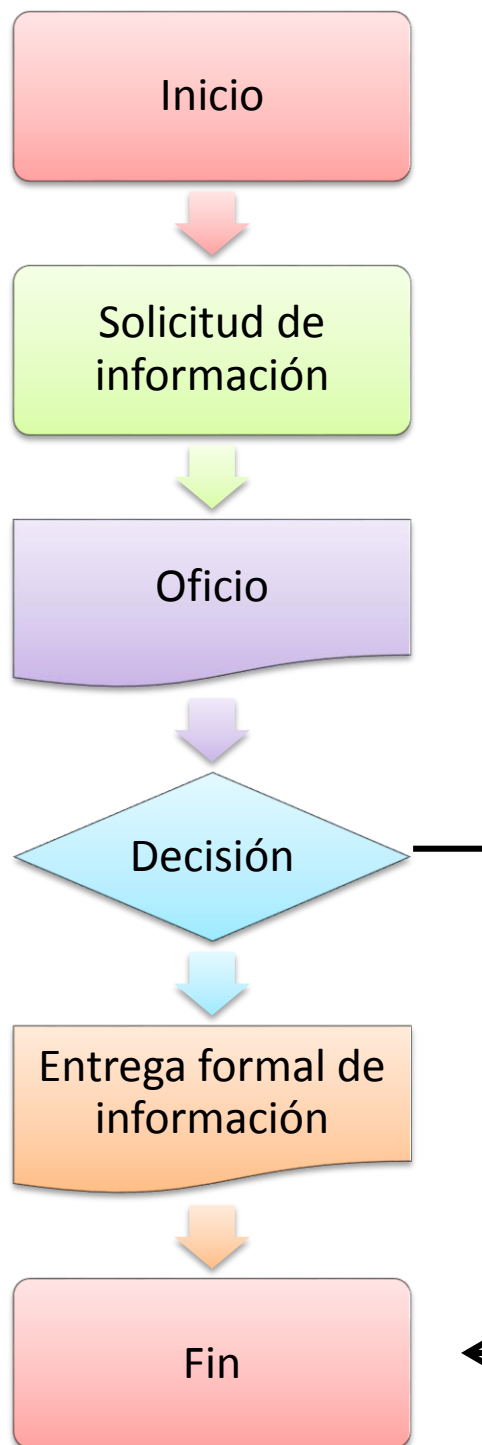 Inicio
Solicitud de
información
Oficio
Decisión
Entrega formal de
información
Fin